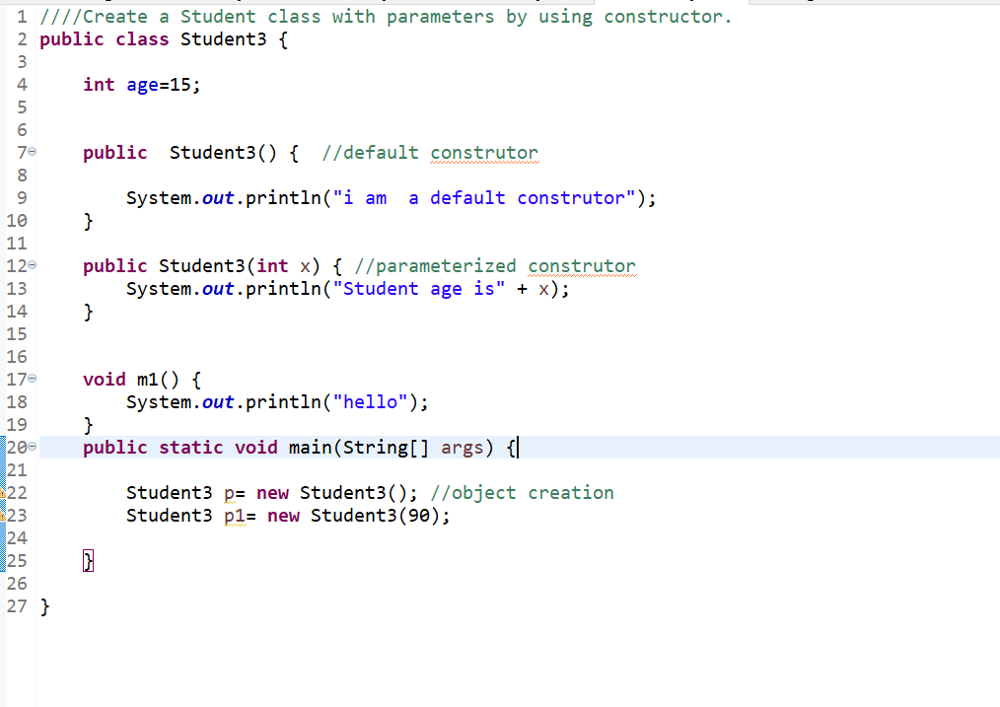 1 ////Create a Student class with parameters by using constructor.
2 public class Student3 {
3
4     int age=15;
5
6
7     public  Student3() {  //default construtor
8
9         System.out.println("i am  a default construtor");
10     }
11
12     public Student3(int x) { //parameterized construtor
13         System.out.println("Student age is" + x);
14     }
15
16
17     void m1() {
18         System.out.println("hello");
19     }
20     public static void main(String[] args) {
21
22         Student3 p= new Student3(); //object creation
23         Student3 p1= new Student3(90);
24
25     }
26
27 }